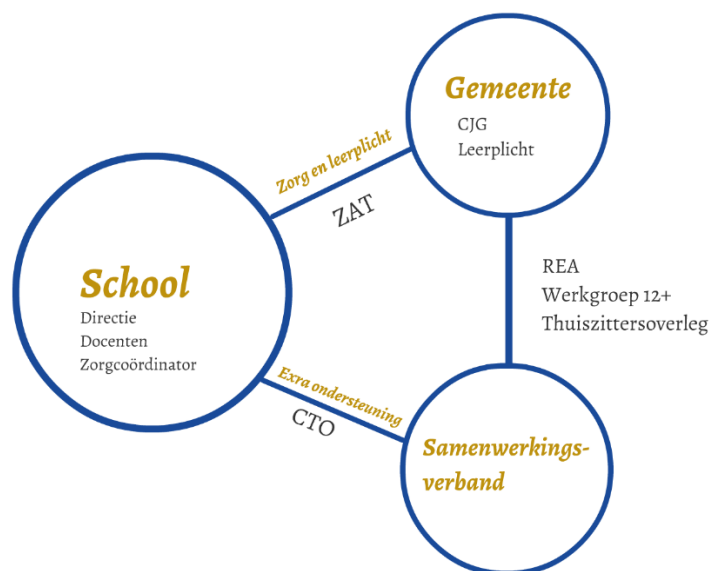 Gemeente
CJG
Leerplicht
Zorg en leerplicht
ZAT
School
Directie
Docenten
Zorgcoördinator
REA
Werkgroep 12+
Thuiszittersoverleg
Exra ondersteuning
CTO
Samenwerkings-
verband